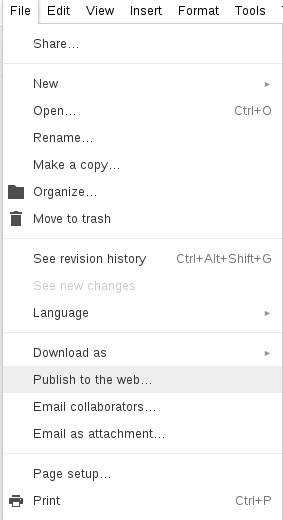 File Edit View Insert Format Tools
Share...
New
Open... Ctrl+O
Rename...
Make a copy...
Organize...
Move to trash
See revision history Ctrl+Alt+Shift+G
See new changes
Language
Download as
Publish to the web...
Email collaborators...
Email as attachment...
Page setup...
Print Ctrl+P